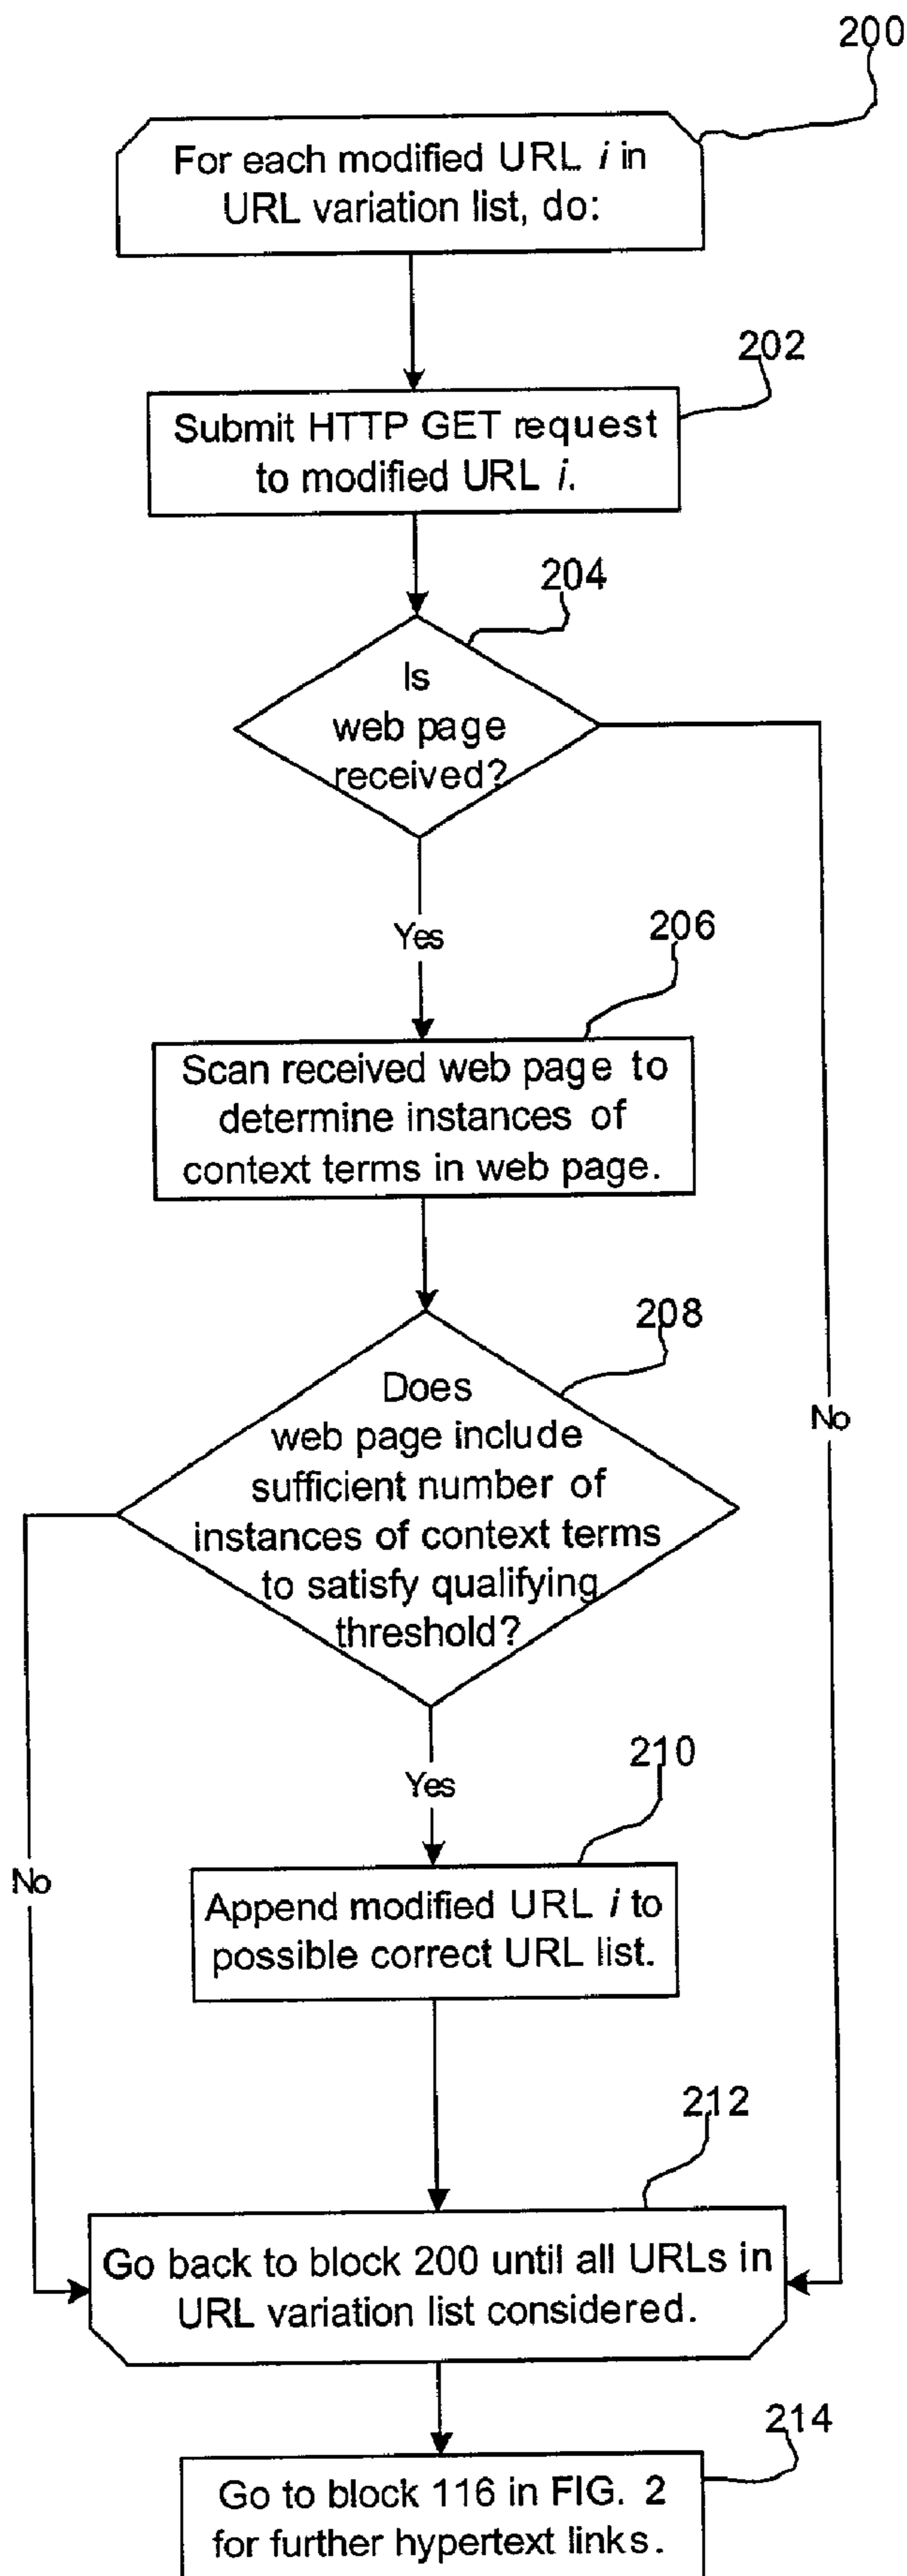 200
For each modified URL i in
URL variation list, do:
202
Submit HTTP GET request
to modified URL i.
204
Is
web page
received?
Yes
206
Scan received web page to
determine instances of
context terms in web page.
208
Does
web page include
sufficient number of
instances of context terms
to satisfy qualifying
threshold?
No
Yes
210
No
Append modified URL i to
possible correct URL list.
212
Go back to block 200 until all URLs in
URL variation list considered.
214
Go to block 116 in FIG. 2
for further hypertext links.